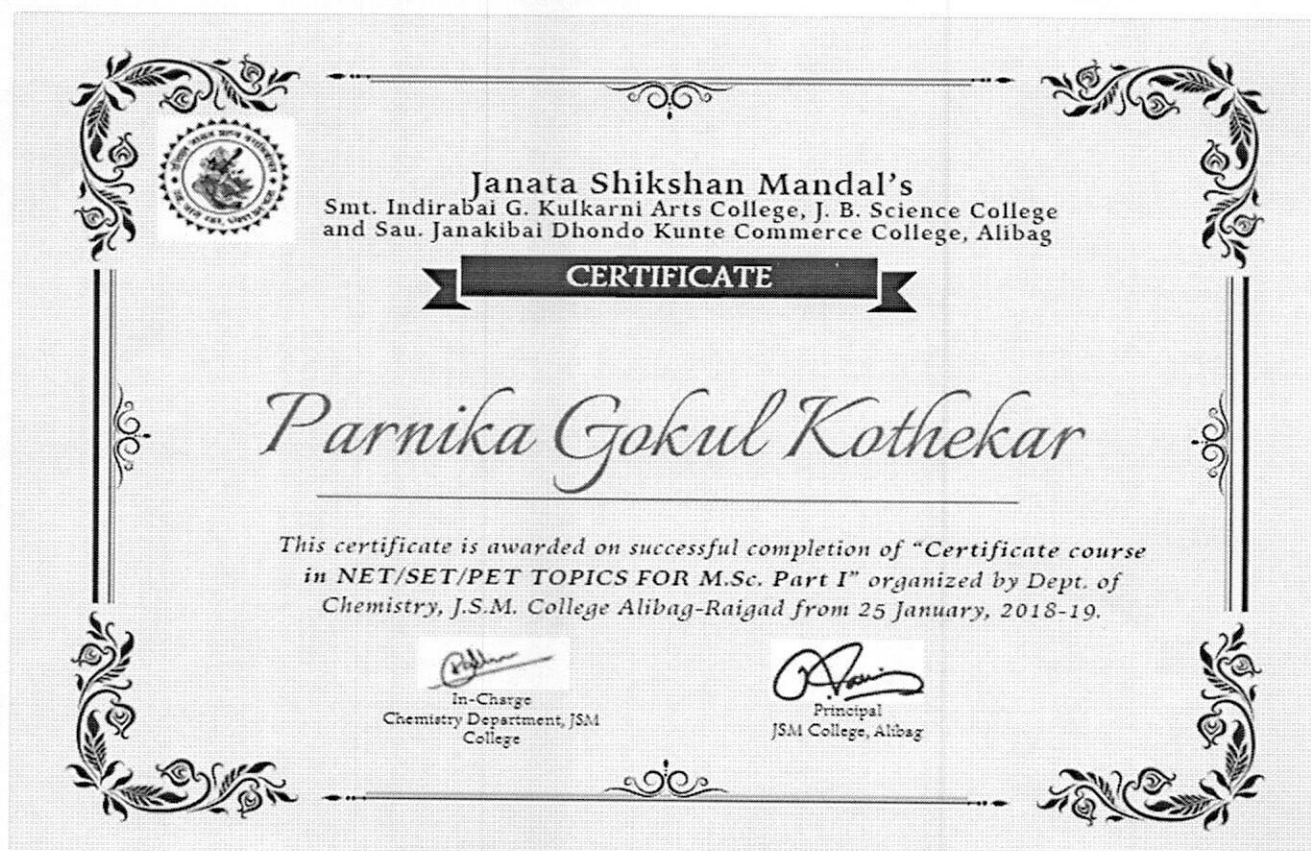 Janata Shikshan Mandal's
Smt. Indirabai G. Kulkarni Arts College, J. B. Science College
and Sau. Janakibai Dhondo Kunte Commerce College, Alibag
CERTIFICATE
Parnika Gokul Kothekar
This certificate is awarded on successful completion of “Certificate course
in NET/SET/PET TOPICS FOR M.Sc. Part I” organized by Dept. of
Chemistry, J.S.M. College Alibag-Raigad from 25 January, 2018-19.
In-Charge
Chemistry Department, JSM
College
Principal
JSM College, Alibag